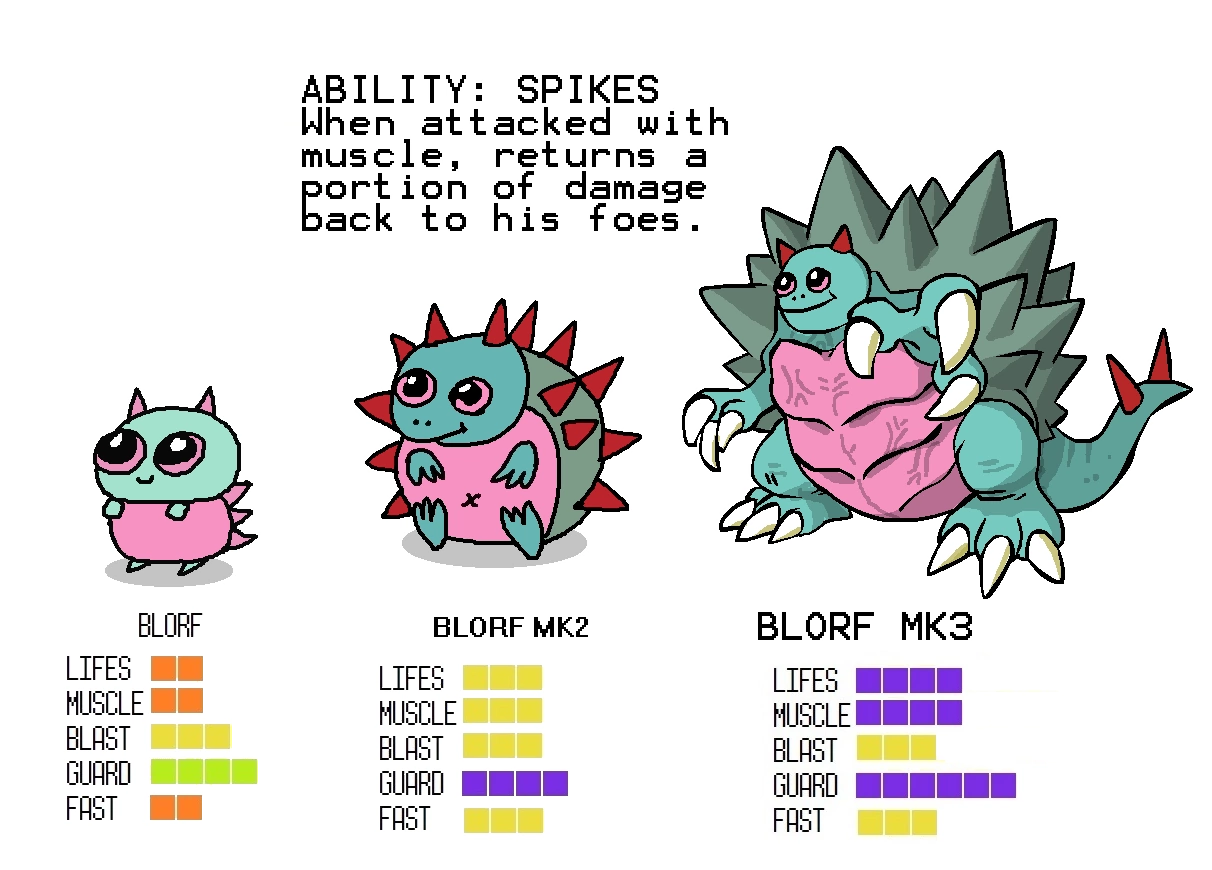 ABILITY: SPIKES
When attacked with
muscle, returns a
portion of damage
back to his foes.
BLORF
LIFES
MUSCLE
BLAST
GUARD
FAST
BLORF MK2
LIFES
MUSCLE
BLAST
GUARD
FAST
BLORF MK3
LIFES
MUSCLE
BLAST
GUARD
FAST